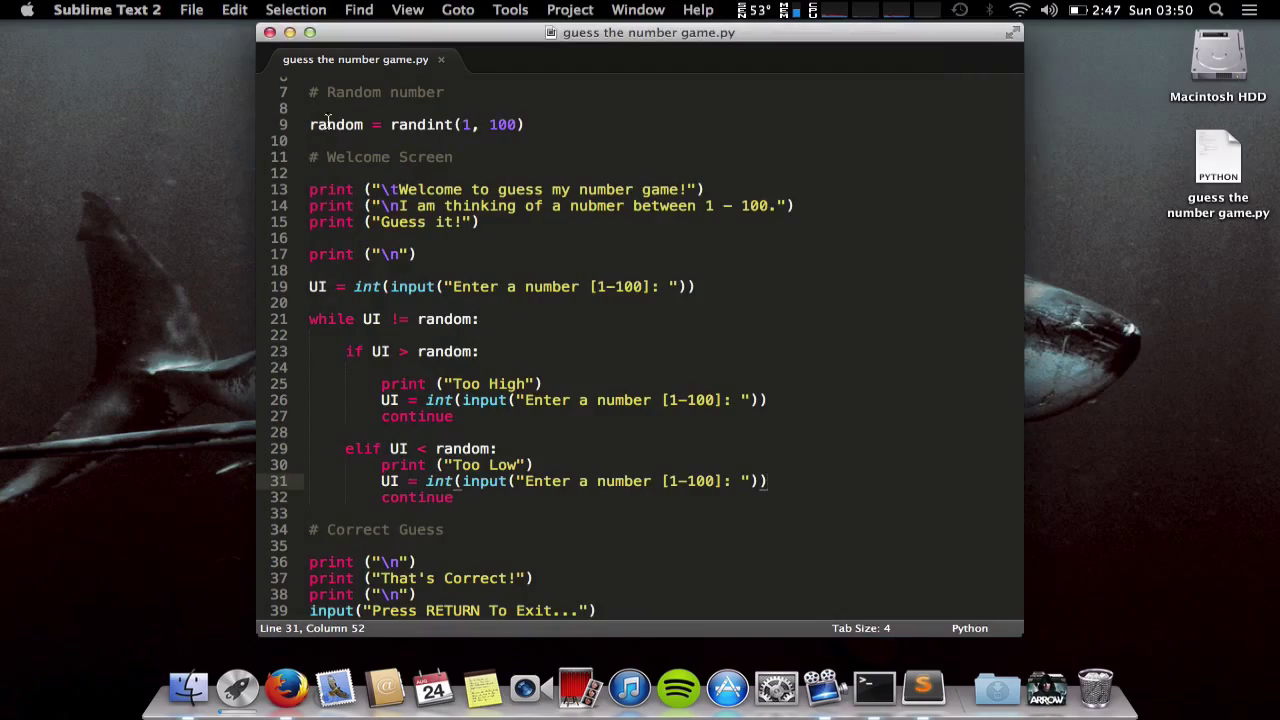 Sublime Text 2 File Edit Selection Find View Goto Tools Project Window Help 53° 2:47 Sun 03:50
guess the number game.py
guess the number game.py ×
6
7 # Random number
8
9 random = randint(1, 100)
10
11 # Welcome Screen
12
13 print ("\tWelcome to guess my number game!")
14 print ("\nI am thinking of a nubmer between 1 - 100.")
15 print ("Guess it!")
16
17 print ("\n")
18
19 UI = int(input("Enter a number [1-100]: "))
20
21 while UI != random:
22
23 if UI > random:
24
25 print ("Too High")
26 UI = int(input("Enter a number [1-100]: "))
27 continue
28
29 elif UI < random:
30 print ("Too Low")
31 UI = int(input("Enter a number [1-100]: "))
32 continue
33
34 # Correct Guess
35
36 print ("\n")
37 print ("That's Correct!")
38 print ("\n")
39 input("Press RETURN To Exit...")
Line 31, Column 52 Tab Size: 4 Python
Macintosh HDD
PYTHON
guess the
number game.py
AUG
24
ARROW